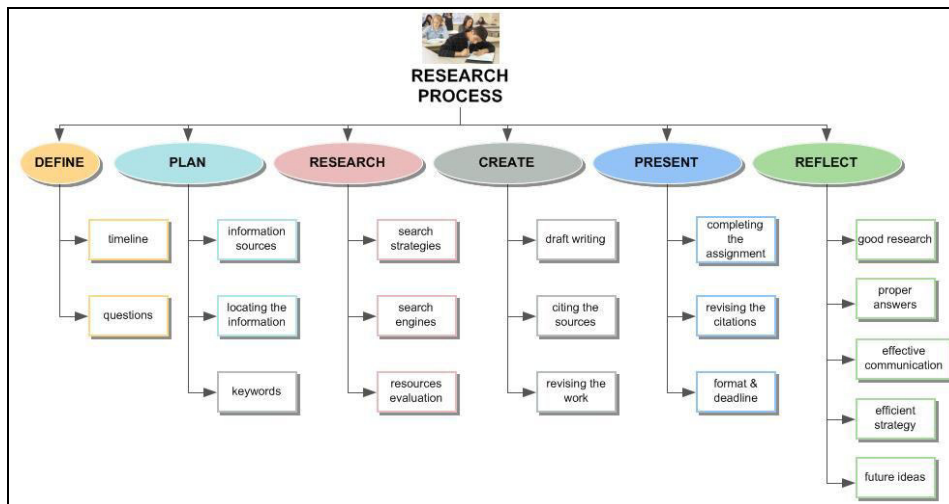 RESEARCH
PROCESS
DEFINE
PLAN
RESEARCH
CREATE
PRESENT
REFLECT
timeline
questions
information
sources
locating the
information
keywords
search
strategies
search
engines
resources
evaluation
draft writing
citing the
sources
revising the
work
completing
the
assignment
revising the
citations
format &
deadline
good research
proper
answers
effective
communication
efficient
strategy
future ideas